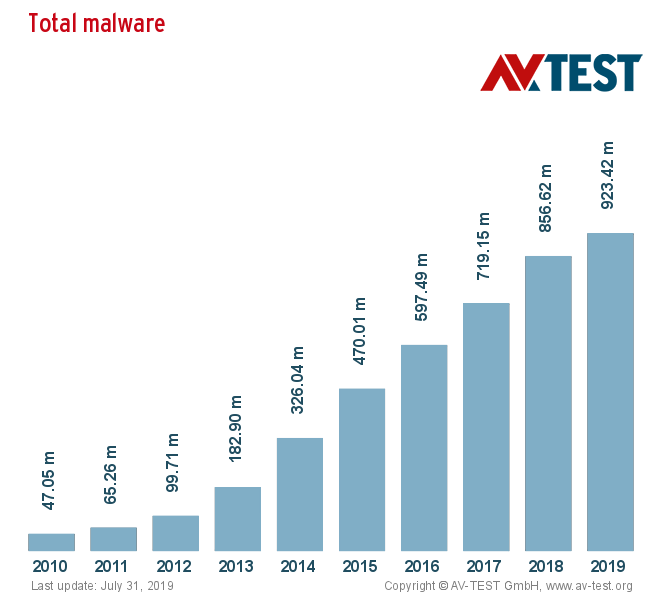 Total malware
AV TEST
47.05 m
65.26 m
99.71 m
182.90 m
326.04 m
470.01 m
597.49 m
719.15 m
856.62 m
923.42 m
2010 2011 2012 2013 2014 2015 2016 2017 2018 2019
Last update: July 31, 2019
Copyright © AV-TEST GmbH, www.av-test.org